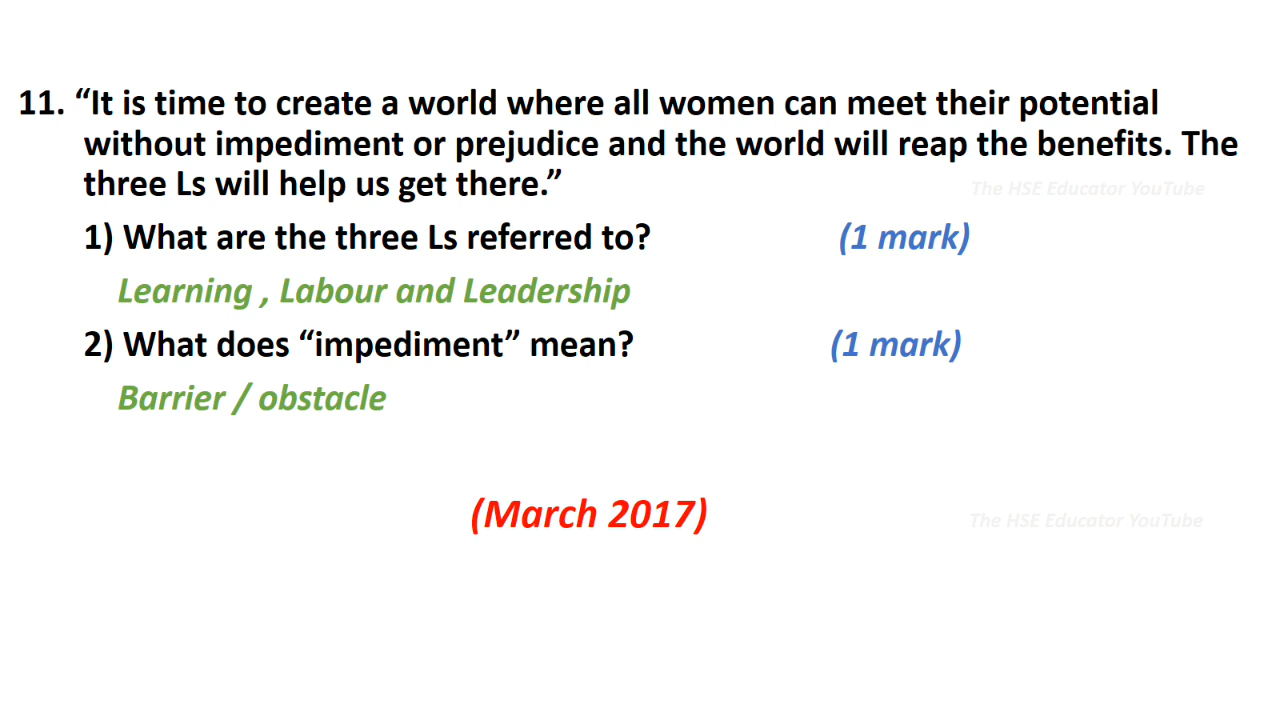 11. “It is time to create a world where all women can meet their potential
without impediment or prejudice and the world will reap the benefits. The
three Ls will help us get there.”
The HSE Educator YouTube
1) What are the three Ls referred to? (1 mark)
Learning , Labour and Leadership
2) What does “impediment” mean? (1 mark)
Barrier / obstacle
(March 2017)
The HSE Educator YouTube